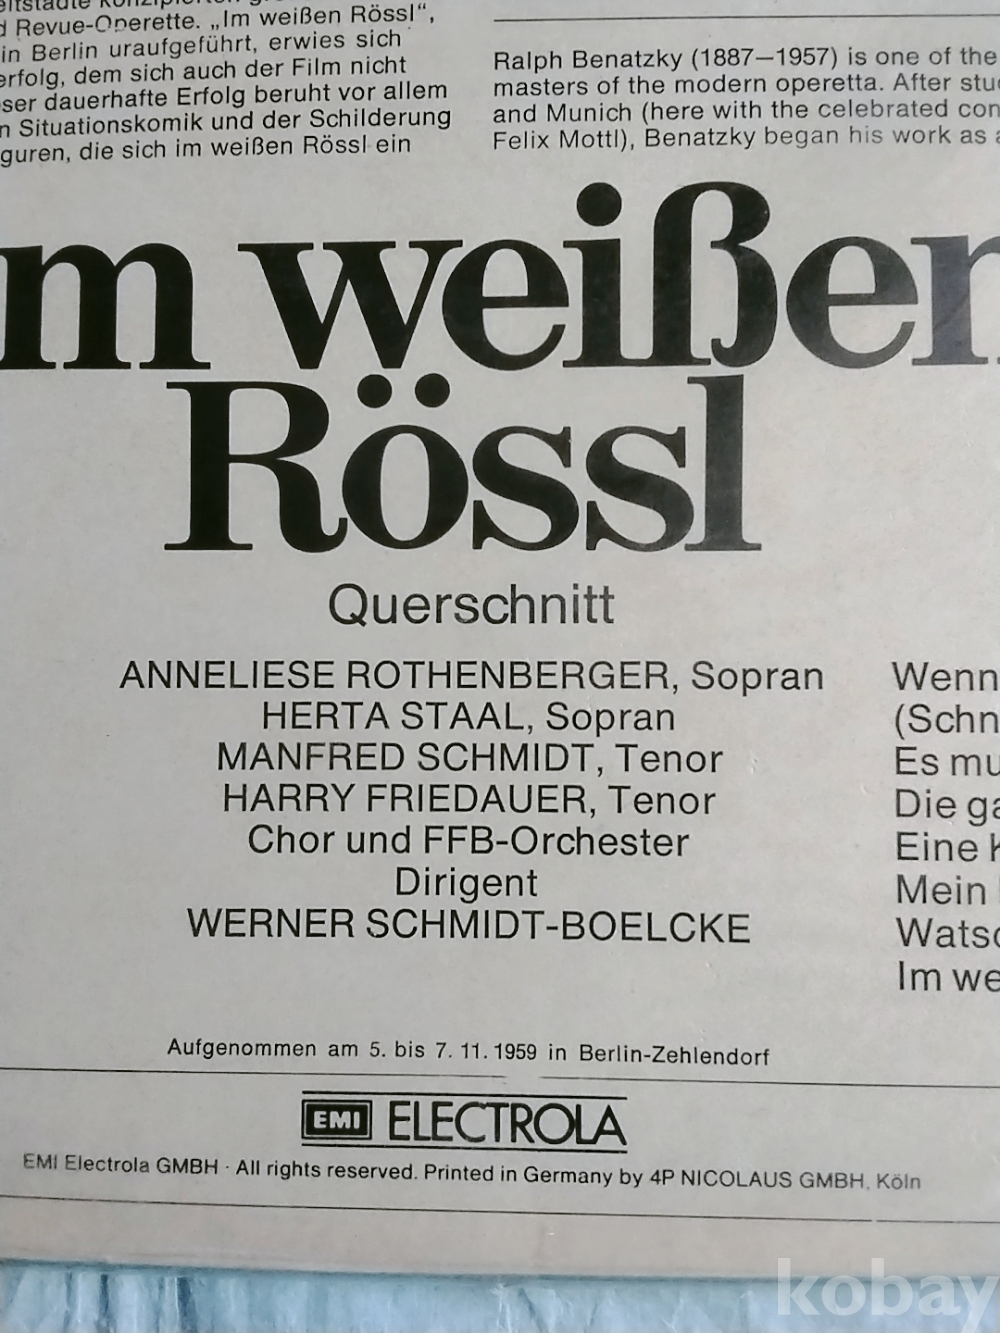 Revue-Operette. „Im weißen Rössl“,
in Berlin uraufgeführt, erwies sich
erfolg, dem sich auch der Film nicht
ser dauerhafte Erfolg beruht vor allem
n Situationskomik und der Schilderung
guren, die sich im weißen Rössl ein
Ralph Benatzky (1887—1957) is one of the
masters of the modern operetta. After stu
and Munich (here with the celebrated con
Felix Mottl), Benatzky began his work as a
m weißen
Rössl
Querschnitt
ANNELIESE ROTHENBERGER, Sopran
HERTA STAAL, Sopran
MANFRED SCHMIDT, Tenor
HARRY FRIEDAUER, Tenor
Chor und FFB-Orchester
Dirigent
WERNER SCHMIDT-BOELCKE
Wenn
(Schn
Es mu
Die ga
Eine K
Mein
Watsc
Im we
Aufgenommen am 5. bis 7. 11. 1959 in Berlin-Zehlendorf
EMI ELECTROLA
EMI Electrola GMBH · All rights reserved. Printed in Germany by 4P NICOLAUS GMBH, Köln
kobay